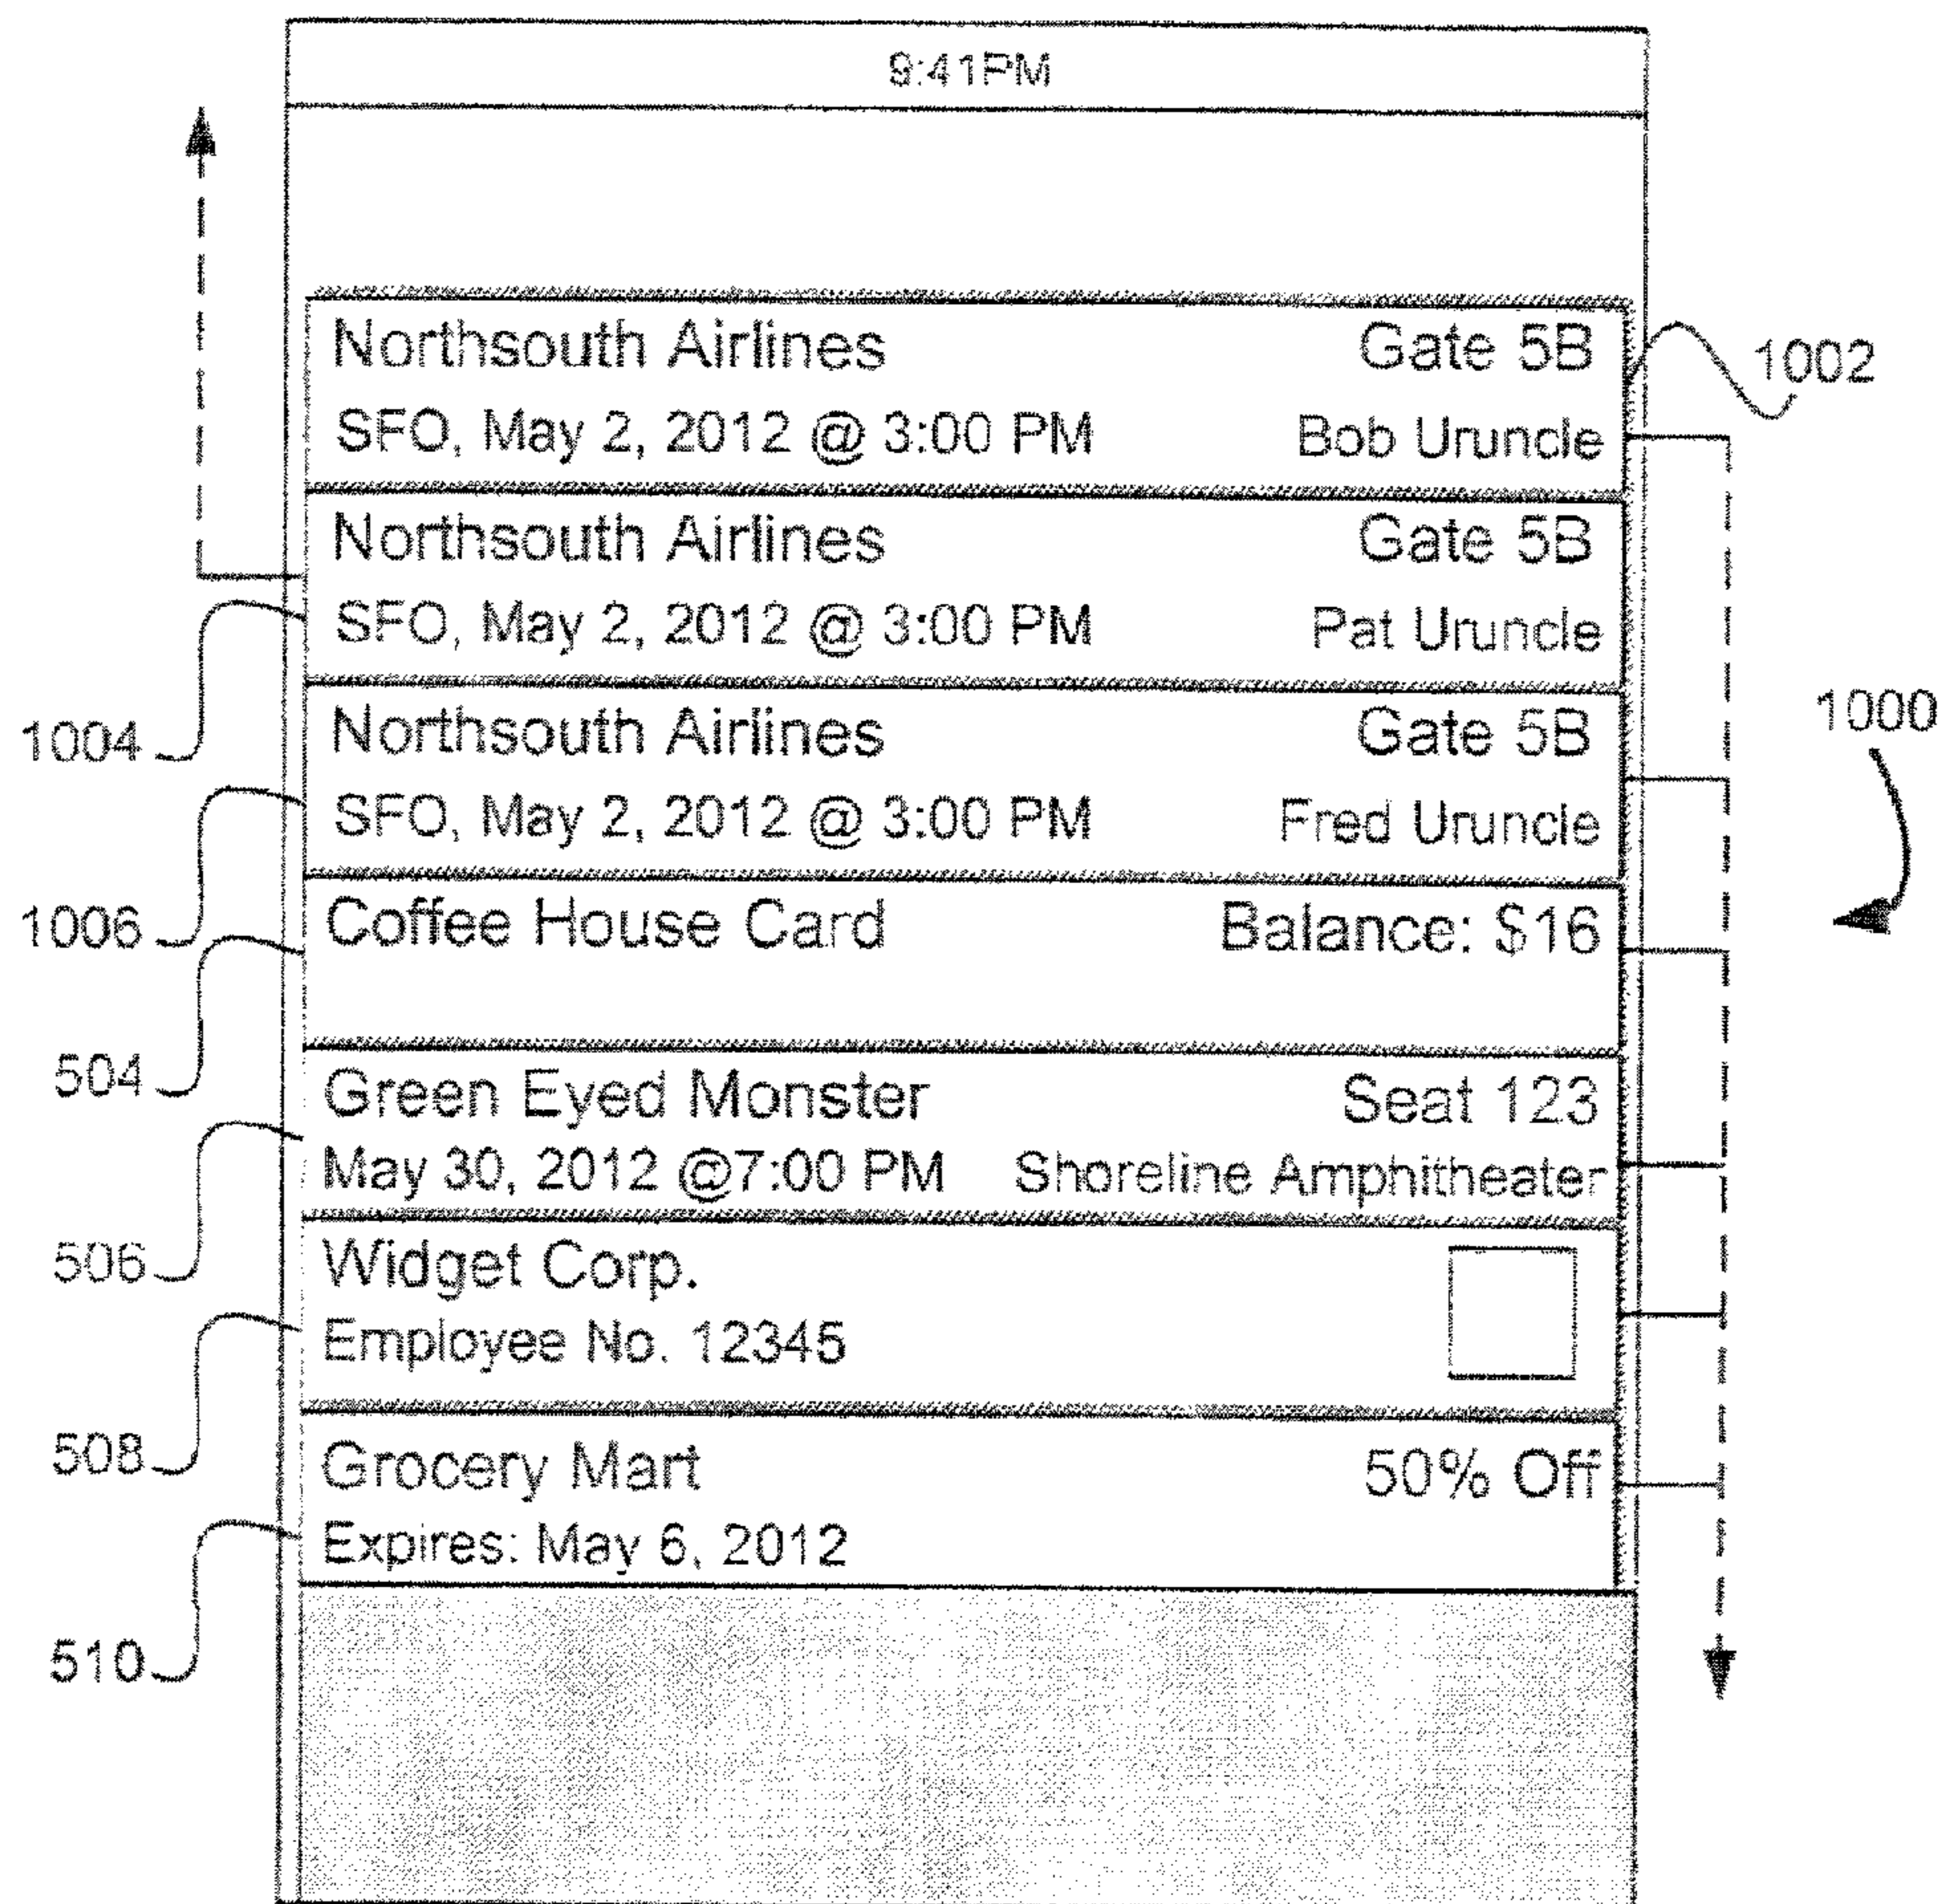 9:41PM
Northsouth Airlines Gate 5B
1002
SFO, May 2, 2012 @ 3:00 PM Bob Uruncle
Northsouth Airlines Gate 5B
SFO, May 2, 2012 @ 3:00 PM Pat Uruncle
1004
Northsouth Airlines Gate 5B
1000
SFO, May 2, 2012 @ 3:00 PM Fred Uruncle
1006
Coffee House Card Balance: $16
504
Green Eyed Monster Seat 123
May 30, 2012 @7:00 PM Shoreline Amphitheater
506
Widget Corp.
Employee No. 12345
508
Grocery Mart 50% Off
Expires: May 6, 2012
510